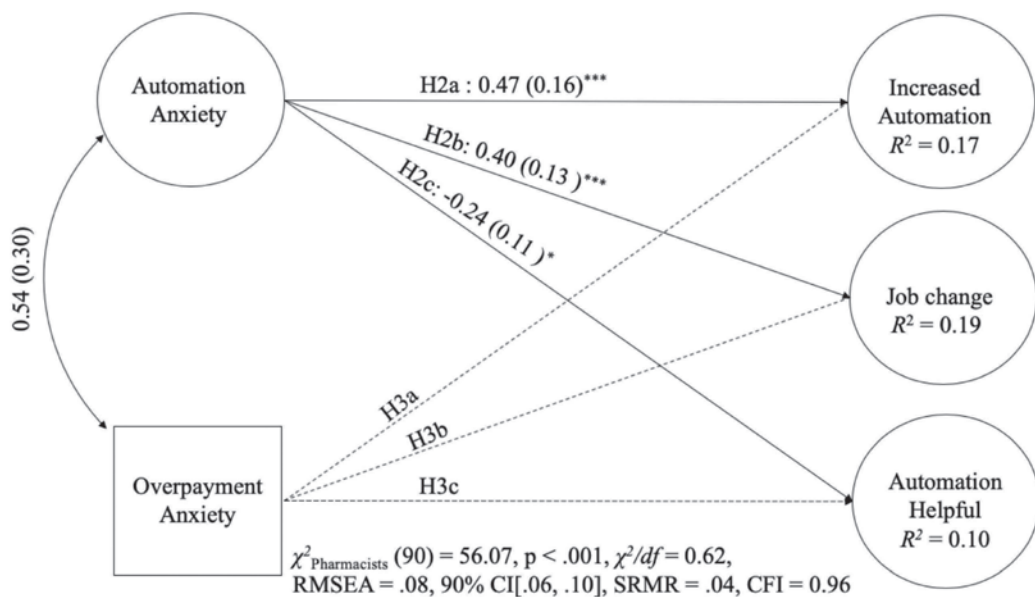 Automation
Anxiety
H2a : 0.47 (0.16)***
Increased
Automation
R² = 0.17
H2b: 0.40 (0.13 )***
H2c: -0.24 (0.11 )*
0.54 (0.30)
Job change
R² = 0.19
H3a
H3b
H3c
Overpayment
Anxiety
Automation
Helpful
R² = 0.10
χ²Pharmacists (90) = 56.07, p < .001, χ²/df = 0.62,
RMSEA = .08, 90% CI[.06, .10], SRMR = .04, CFI = 0.96